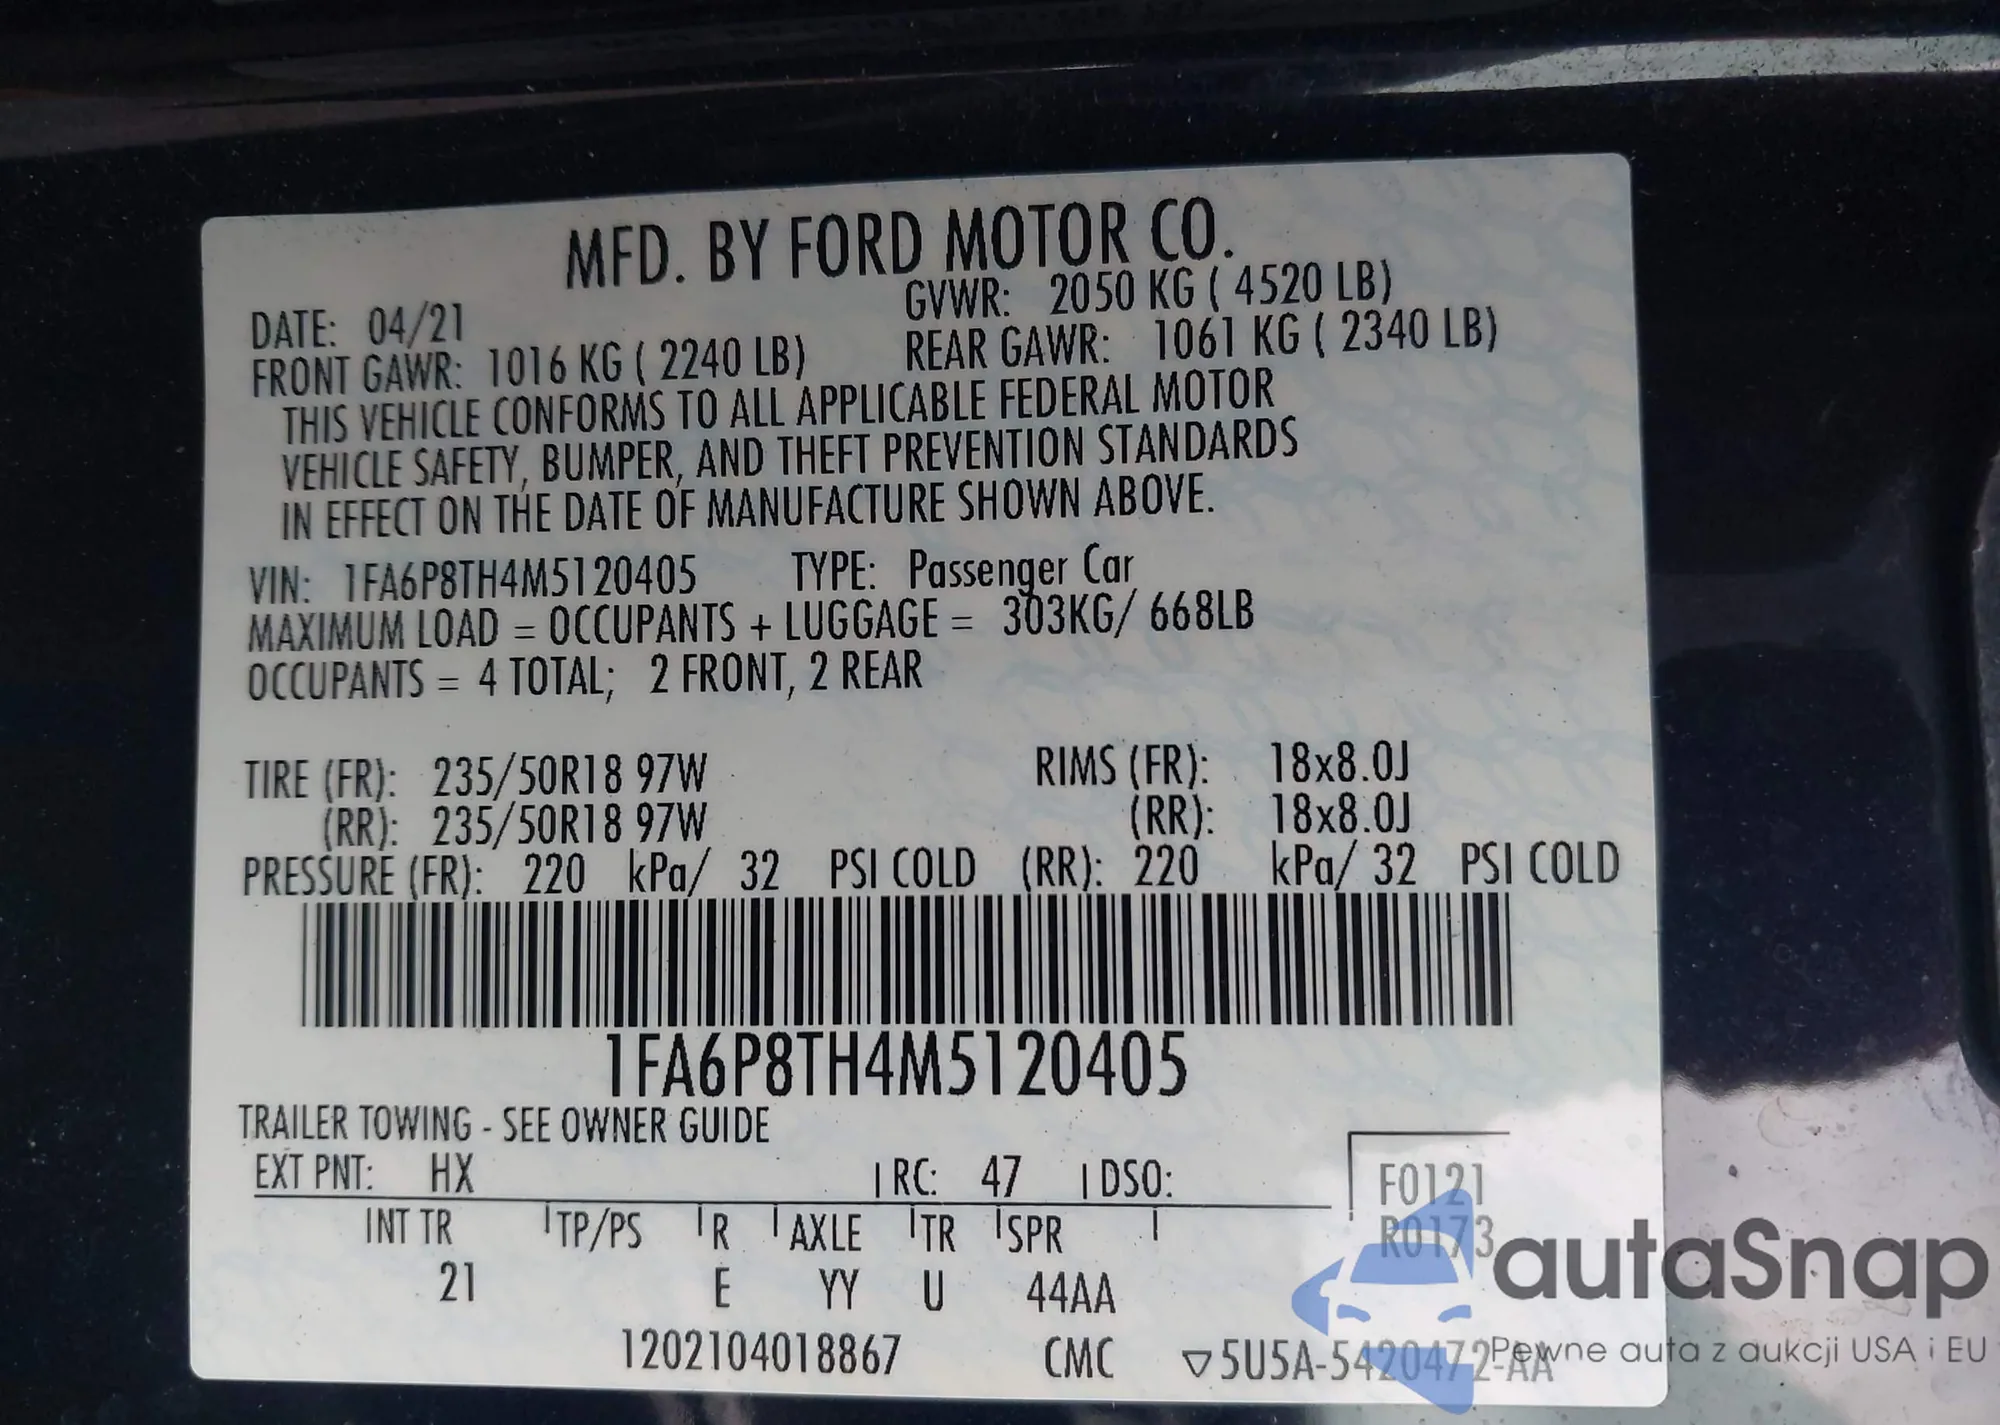 MFD. BY FORD MOTOR CO.
DATE: 04/21 GVWR: 2050 KG ( 4520 LB)
FRONT GAWR: 1016 KG ( 2240 LB) REAR GAWR: 1061 KG ( 2340 LB)
THIS VEHICLE CONFORMS TO ALL APPLICABLE FEDERAL MOTOR
VEHICLE SAFETY, BUMPER, AND THEFT PREVENTION STANDARDS
IN EFFECT ON THE DATE OF MANUFACTURE SHOWN ABOVE.
VIN: 1FA6P8TH4M5120405 TYPE: Passenger Car
MAXIMUM LOAD = OCCUPANTS + LUGGAGE = 303KG/ 668LB
OCCUPANTS = 4 TOTAL; 2 FRONT, 2 REAR
TIRE (FR): 235/50R18 97W RIMS (FR): 18x8.0J
(RR): 235/50R18 97W (RR): 18x8.0J
PRESSURE (FR): 220 kPa/ 32 PSI COLD (RR): 220 kPa/ 32 PSI COLD
1FA6P8TH4M5120405
TRAILER TOWING - SEE OWNER GUIDE
EXT PNT: HX RC: 47 DSO: F0121
R0173
INT TR TP/PS R AXLE TR SPR
21 E YY U 44AA
1202104018867 CMC ▽5U5A-5420472-AA
autaSnap
Pewne auta z aukcji USA i EU